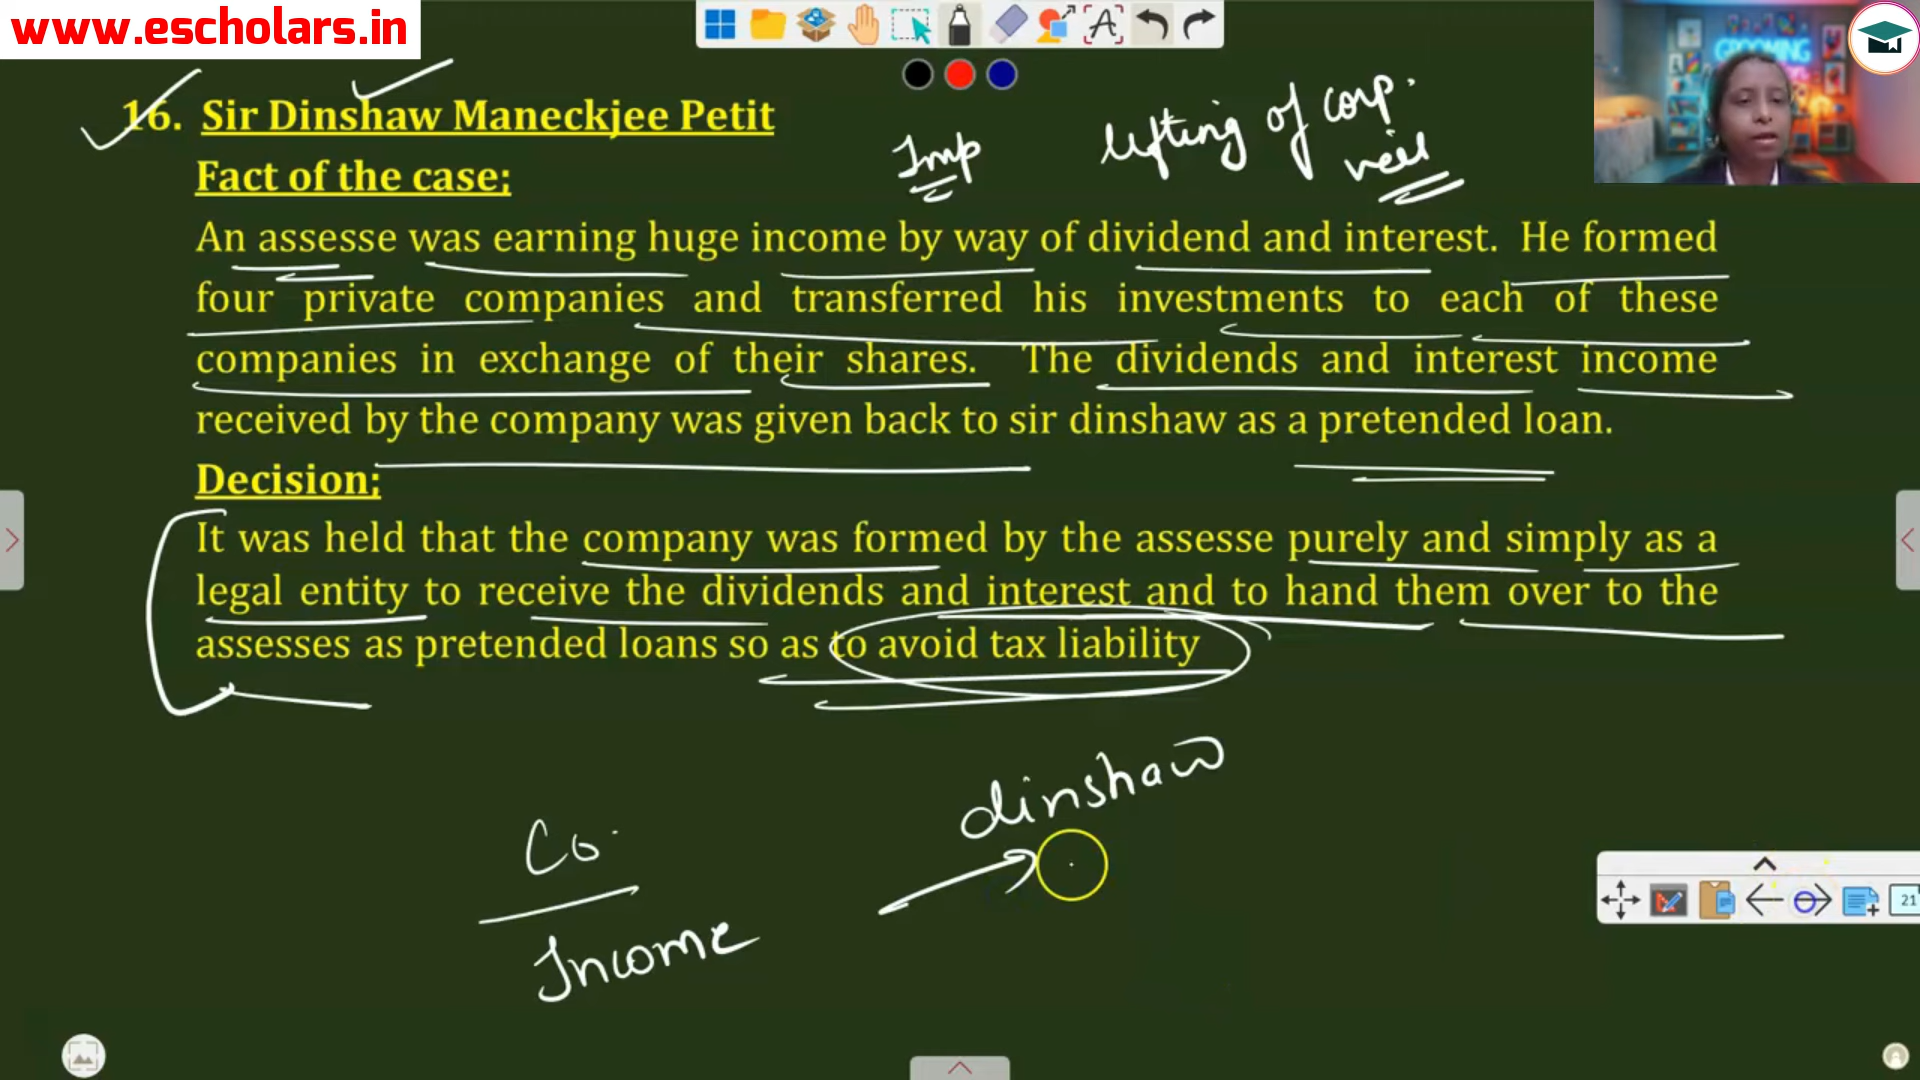 www.escholars.in
16. Sir Dinshaw Maneckjee Petit
Imp
lifting of corp. veil
Fact of the case;
An assesse was earning huge income by way of dividend and interest. He formed
four private companies and transferred his investments to each of these
companies in exchange of their shares. The dividends and interest income
received by the company was given back to sir dinshaw as a pretended loan.
Decision;
It was held that the company was formed by the assesse purely and simply as a
legal entity to receive the dividends and interest and to hand them over to the
assesses as pretended loans so as to avoid tax liability
dinshaw
Co.
Income
21